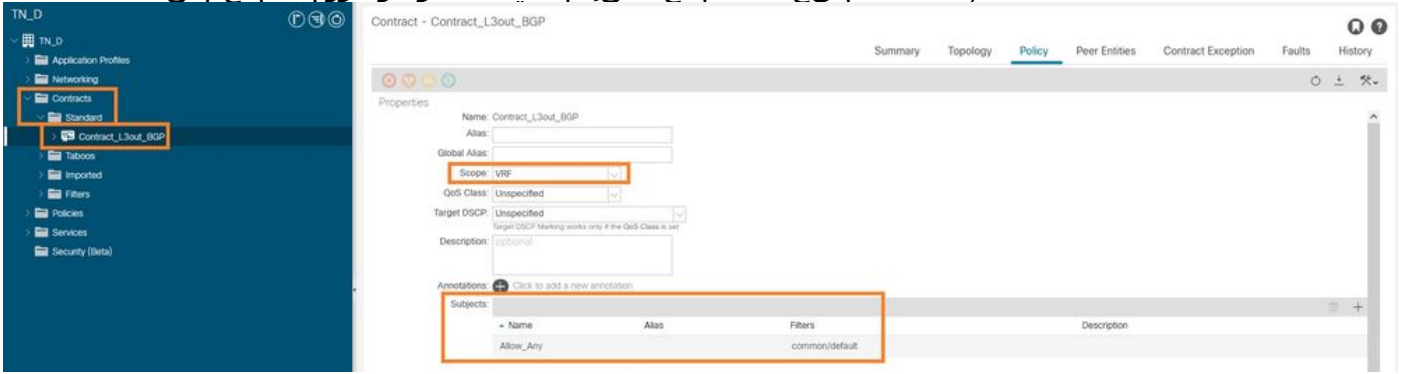 TN_D
TN_D
Application Profiles
Networking
Contracts
Standard
Contract_L3out_BGP
Taboos
Imported
Filters
Policies
Services
Security (Beta)
Contract - Contract_L3out_BGP
Summary
Topology
Policy
Peer Entities
Contract Exception
Faults
History
Properties
Name: Contract_L3out_BGP
Alias:
Global Alias:
Scope: VRF
QoS Class: Unspecified
Target DSCP: Unspecified
Target DSCP Marking works only if the QoS Class is set
Description: optional
Annotations: Click to add a new annotation
Subjects:
Name Alias Filters Description
Allow_Any common/default